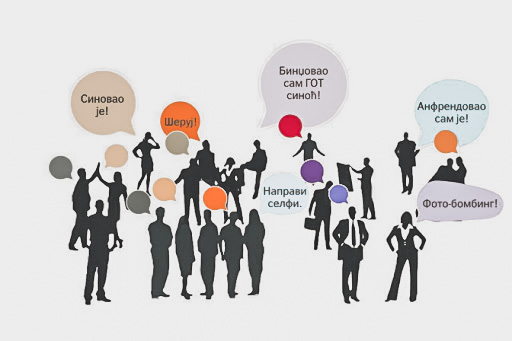 Синовао
је!
Шеруј!
Бинџовао
сам ГОТ
синоћ!
Анфрендовао
сам је!
Направи
селфи.
Фото-бомбинг!